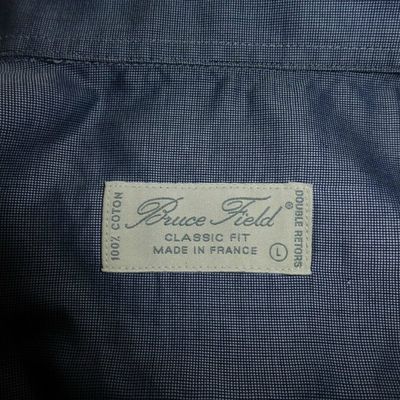 100% COTON
Bruce Field®
CLASSIC FIT
MADE IN FRANCE
L
DOUBLE RETORS